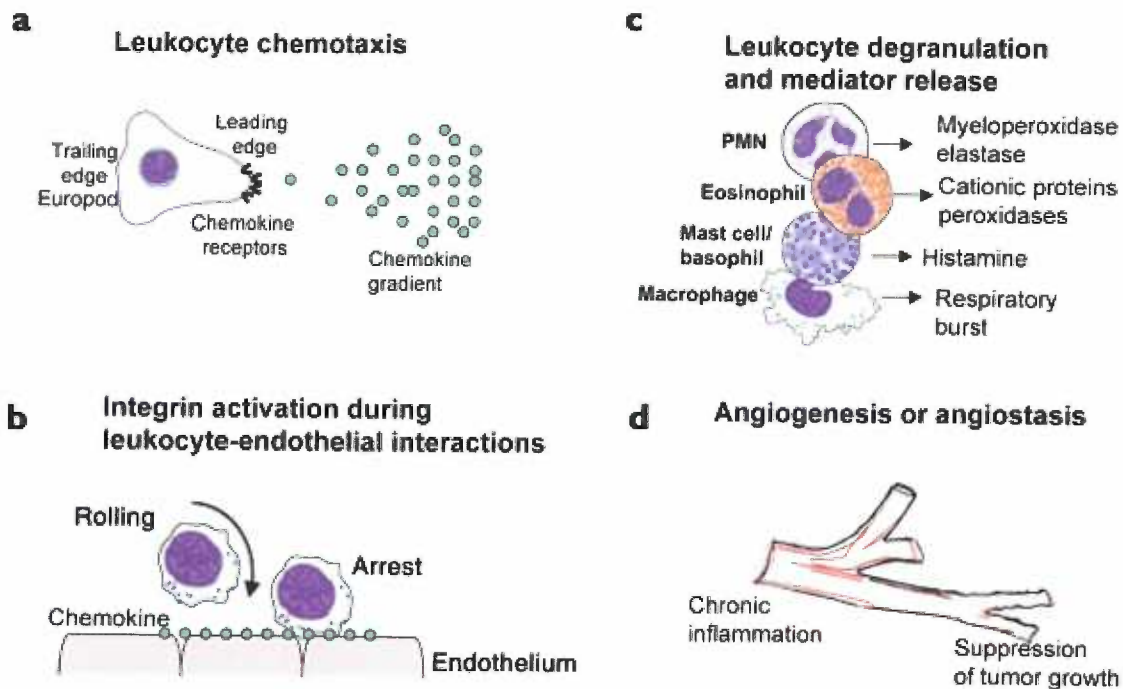 a
Leukocyte chemotaxis
Leading
edge
Trailing
edge
Europod
Chemokine
receptors
Chemokine
gradient
b
Integrin activation during
leukocyte-endothelial interactions
Rolling
Arrest
Chemokine
Endothelium
c
Leukocyte degranulation
and mediator release
PMN
Myeloperoxidase
elastase
Eosinophil
Cationic proteins
peroxidases
Mast cell/
basophil
Histamine
Macrophage
Respiratory
burst
d
Angiogenesis or angiostasis
Chronic
inflammation
Suppression
of tumor growth